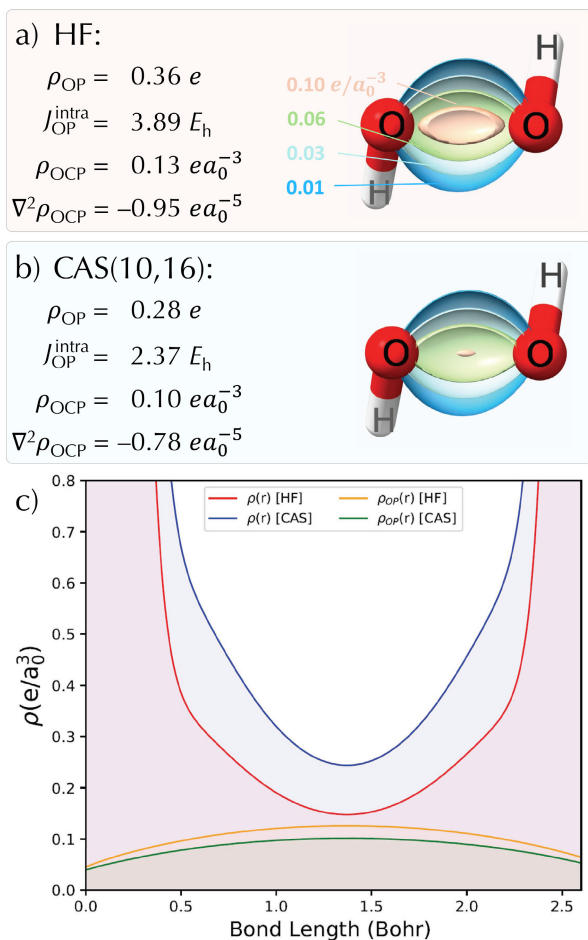 a) HF:
ρOP = 0.36 e
J_OP^intra = 3.89 Eh
ρOCP = 0.13 ea₀⁻³
∇²ρOCP = –0.95 ea₀⁻⁵
0.10 e/a₀⁻³
0.06
0.03
0.01
H
O O
H
b) CAS(10,16):
ρOP = 0.28 e
J_OP^intra = 2.37 Eh
ρOCP = 0.10 ea₀⁻³
∇²ρOCP = –0.78 ea₀⁻⁵
H
O O
H
c)
ρ(r) [HF] ρOP(r) [HF]
ρ(r) [CAS] ρOP(r) [CAS]
0.8
0.7
0.6
0.5
0.4
0.3
0.2
0.1
0.0
ρ(e/a₀³)
0.0 0.5 1.0 1.5 2.0 2.5
Bond Length (Bohr)